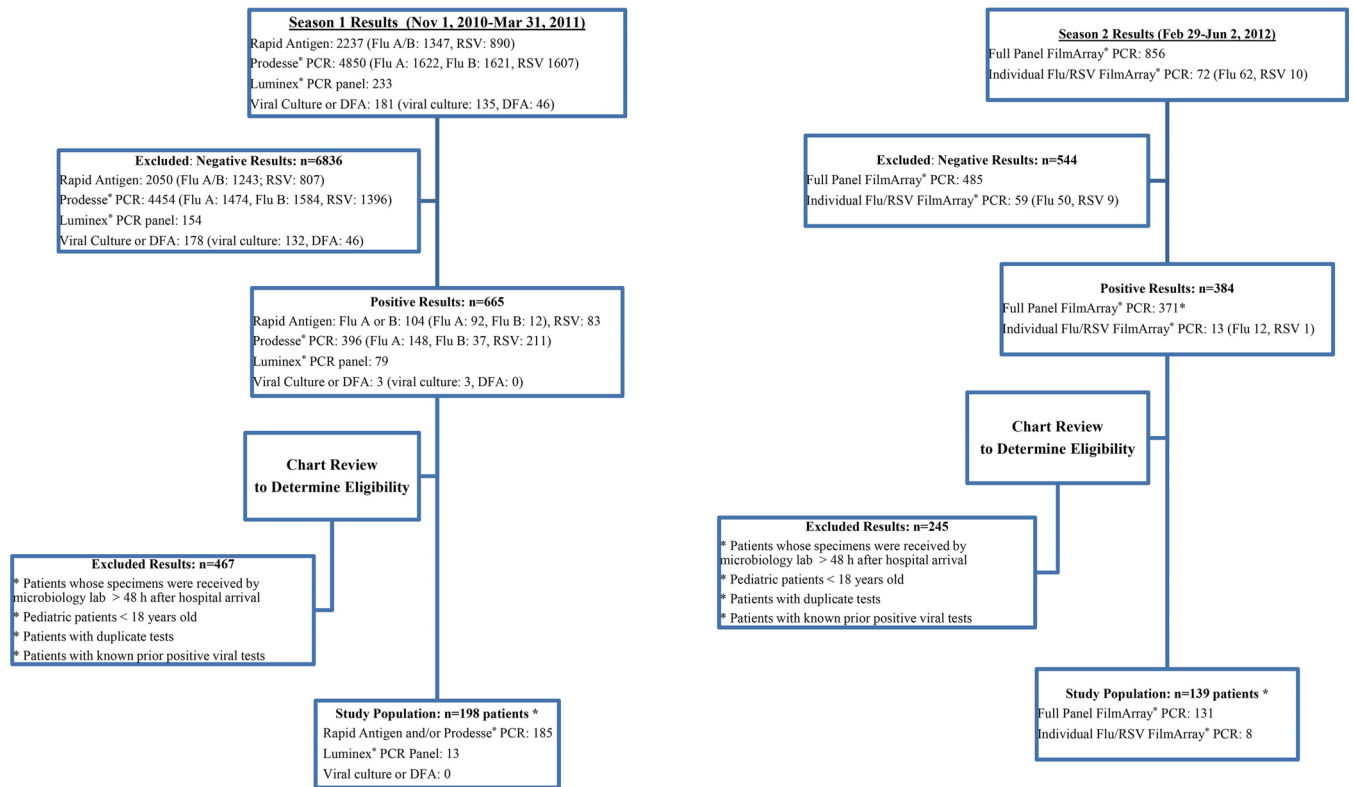 Season 1 Results (Nov 1, 2010-Mar 31, 2011)
Rapid Antigen: 2237 (Flu A/B: 1347, RSV: 890)
Prodesse® PCR: 4850 (Flu A: 1622, Flu B: 1621, RSV 1607)
Luminex® PCR panel: 233
Viral Culture or DFA: 181 (viral culture: 135, DFA: 46)
Excluded: Negative Results: n=6836
Rapid Antigen: 2050 (Flu A/B: 1243; RSV: 807)
Prodesse® PCR: 4454 (Flu A: 1474, Flu B: 1584, RSV: 1396)
Luminex® PCR panel: 154
Viral Culture or DFA: 178 (viral culture: 132, DFA: 46)
Positive Results: n=665
Rapid Antigen: Flu A or B: 104 (Flu A: 92, Flu B: 12), RSV: 83
Prodesse® PCR: 396 (Flu A: 148, Flu B: 37, RSV: 211)
Luminex® PCR panel: 79
Viral Culture or DFA: 3 (viral culture: 3, DFA: 0)
Chart Review
to Determine Eligibility
Excluded Results: n=467
* Patients whose specimens were received by
microbiology lab > 48 h after hospital arrival
* Pediatric patients < 18 years old
* Patients with duplicate tests
* Patients with known prior positive viral tests
Study Population: n=198 patients *
Rapid Antigen and/or Prodesse® PCR: 185
Luminex® PCR Panel: 13
Viral culture or DFA: 0
Season 2 Results (Feb 29-Jun 2, 2012)
Full Panel FilmArray® PCR: 856
Individual Flu/RSV FilmArray® PCR: 72 (Flu 62, RSV 10)
Excluded: Negative Results: n=544
Full Panel FilmArray® PCR: 485
Individual Flu/RSV FilmArray® PCR: 59 (Flu 50, RSV 9)
Positive Results: n=384
Full Panel FilmArray® PCR: 371*
Individual Flu/RSV FilmArray® PCR: 13 (Flu 12, RSV 1)
Chart Review
to Determine Eligibility
Excluded Results: n=245
* Patients whose specimens were received by
microbiology lab > 48 h after hospital arrival
* Pediatric patients < 18 years old
* Patients with duplicate tests
* Patients with known prior positive viral tests
Study Population: n=139 patients *
Full Panel FilmArray® PCR: 131
Individual Flu/RSV FilmArray® PCR: 8